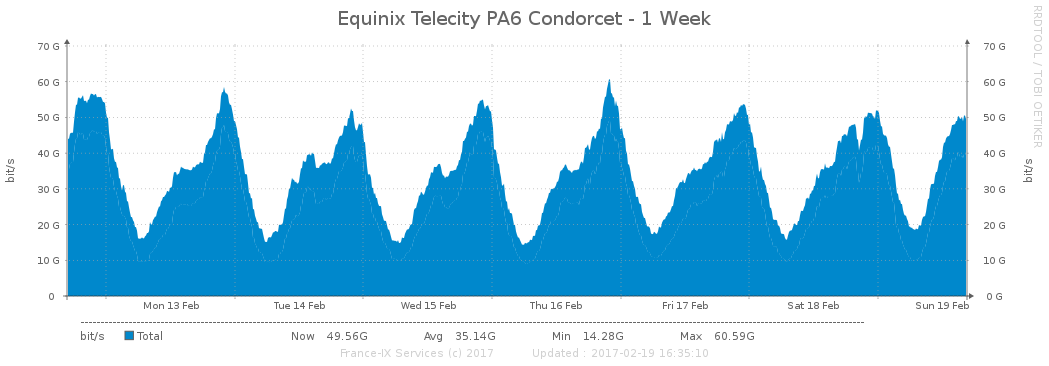 Equinix Telecity PA6 Condorcet - 1 Week
RRDTOOL / TOBI OETIKER
70 G 70 G
60 G 60 G
50 G 50 G
40 G 40 G
30 G 30 G
20 G 20 G
10 G 10 G
0 0 G
bit/s
bit/s
Mon 13 Feb Tue 14 Feb Wed 15 Feb Thu 16 Feb Fri 17 Feb Sat 18 Feb Sun 19 Feb
bit/s Total Now 49.56G Avg 35.14G Min 14.28G Max 60.59G
France-IX Services (c) 2017 Updated : 2017-02-19 16:35:10